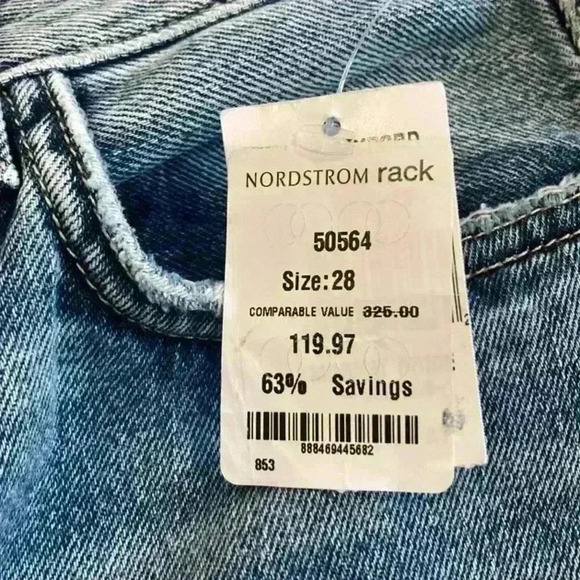 NORDSTROM rack
50564
Size:28
COMPARABLE VALUE 325.00
119.97
63% Savings
888469445682
853